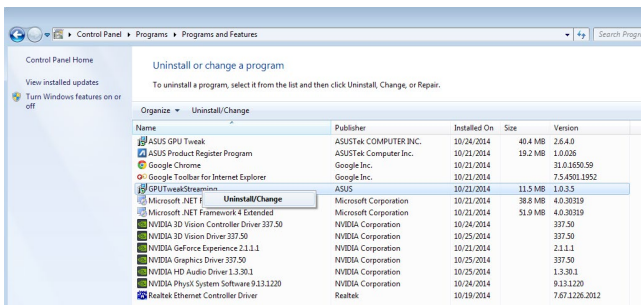 Control Panel ▸ Programs ▸ Programs and Features
Search Progr
Control Panel Home
View installed updates
Turn Windows features on or off
Uninstall or change a program
To uninstall a program, select it from the list and then click Uninstall, Change, or Repair.
Organize Uninstall/Change
Name Publisher Installed On Size Version
ASUS GPU Tweak ASUSTek COMPUTER INC. 10/24/2014 40.4 MB 2.6.4.0
ASUS Product Register Program ASUSTek Computer Inc. 10/24/2014 19.2 MB 1.0.026
Google Chrome Google Inc. 10/21/2014 31.0.1650.59
Google Toolbar for Internet Explorer Google Inc. 10/21/2014 7.5.4501.1952
GPUTweakStreaming ASUS 10/21/2014 11.5 MB 1.0.3.5
Uninstall/Change
Microsoft .NET F Microsoft Corporation 10/21/2014 38.8 MB 4.0.30319
Microsoft .NET Framework 4 Extended Microsoft Corporation 10/21/2014 51.9 MB 4.0.30319
NVIDIA 3D Vision Controller Driver 337.50 NVIDIA Corporation 10/24/2014 337.50
NVIDIA 3D Vision Driver 337.50 NVIDIA Corporation 10/25/2014 337.50
NVIDIA GeForce Experience 2.1.1.1 NVIDIA Corporation 10/21/2014 2.1.1.1
NVIDIA Graphics Driver 337.50 NVIDIA Corporation 10/25/2014 337.50
NVIDIA HD Audio Driver 1.3.30.1 NVIDIA Corporation 10/25/2014 1.3.30.1
NVIDIA PhysX System Software 9.13.1220 NVIDIA Corporation 10/24/2014 9.13.1220
Realtek Ethernet Controller Driver Realtek 10/19/2014 7.67.1226.2012